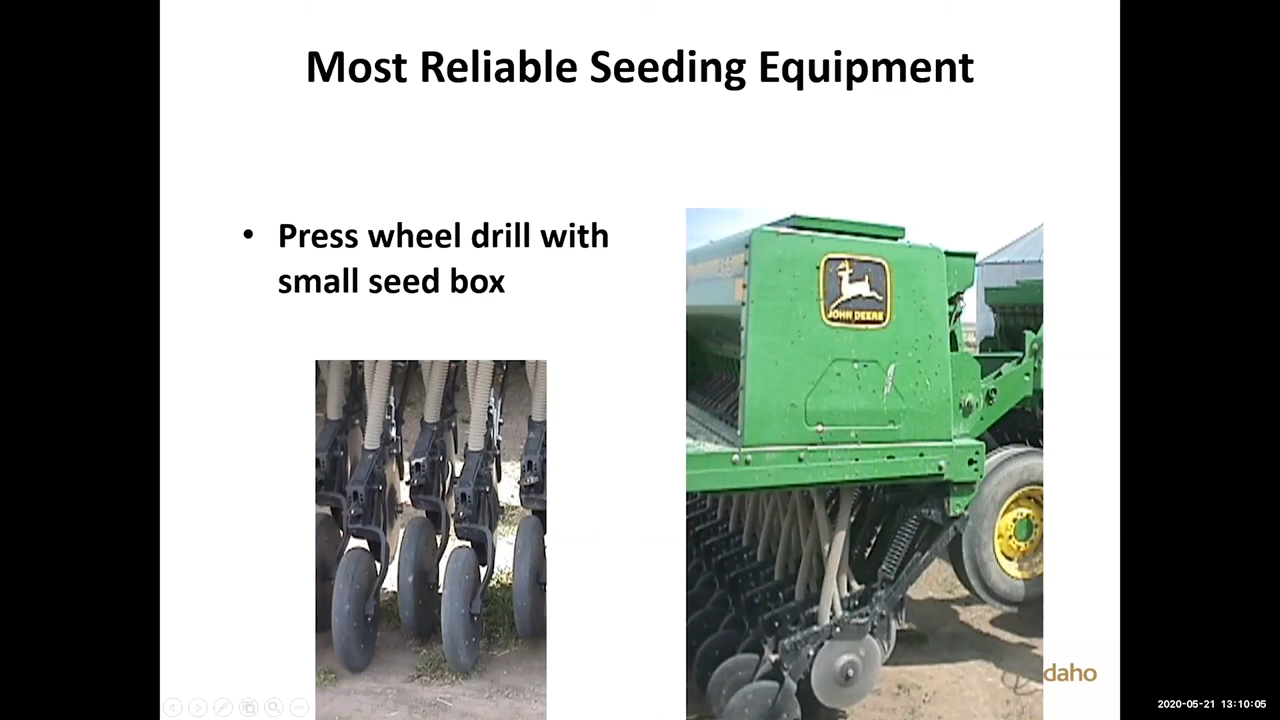 Most Reliable Seeding Equipment
• Press wheel drill with
small seed box
JOHN DEERE
daho
2020-05-21 13:10:05